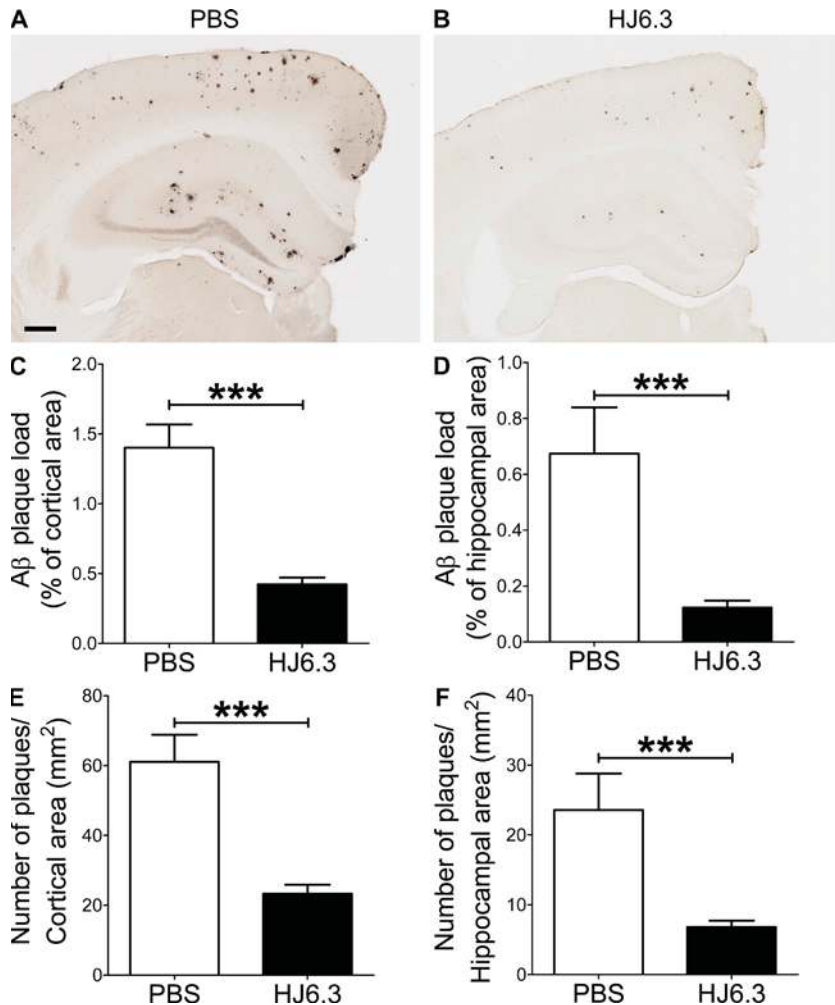 A PBS
B HJ6.3
C
2.0
1.5
1.0
0.5
0.0
Aβ plaque load
(% of cortical area)
***
PBS HJ6.3
D
1.0
0.8
0.6
0.4
0.2
0.0
Aβ plaque load
(% of hippocampal area)
***
PBS HJ6.3
E
80
60
40
20
0
Number of plaques/
Cortical area (mm²)
***
PBS HJ6.3
F
40
30
20
10
0
Number of plaques/
Hippocampal area (mm²)
***
PBS HJ6.3